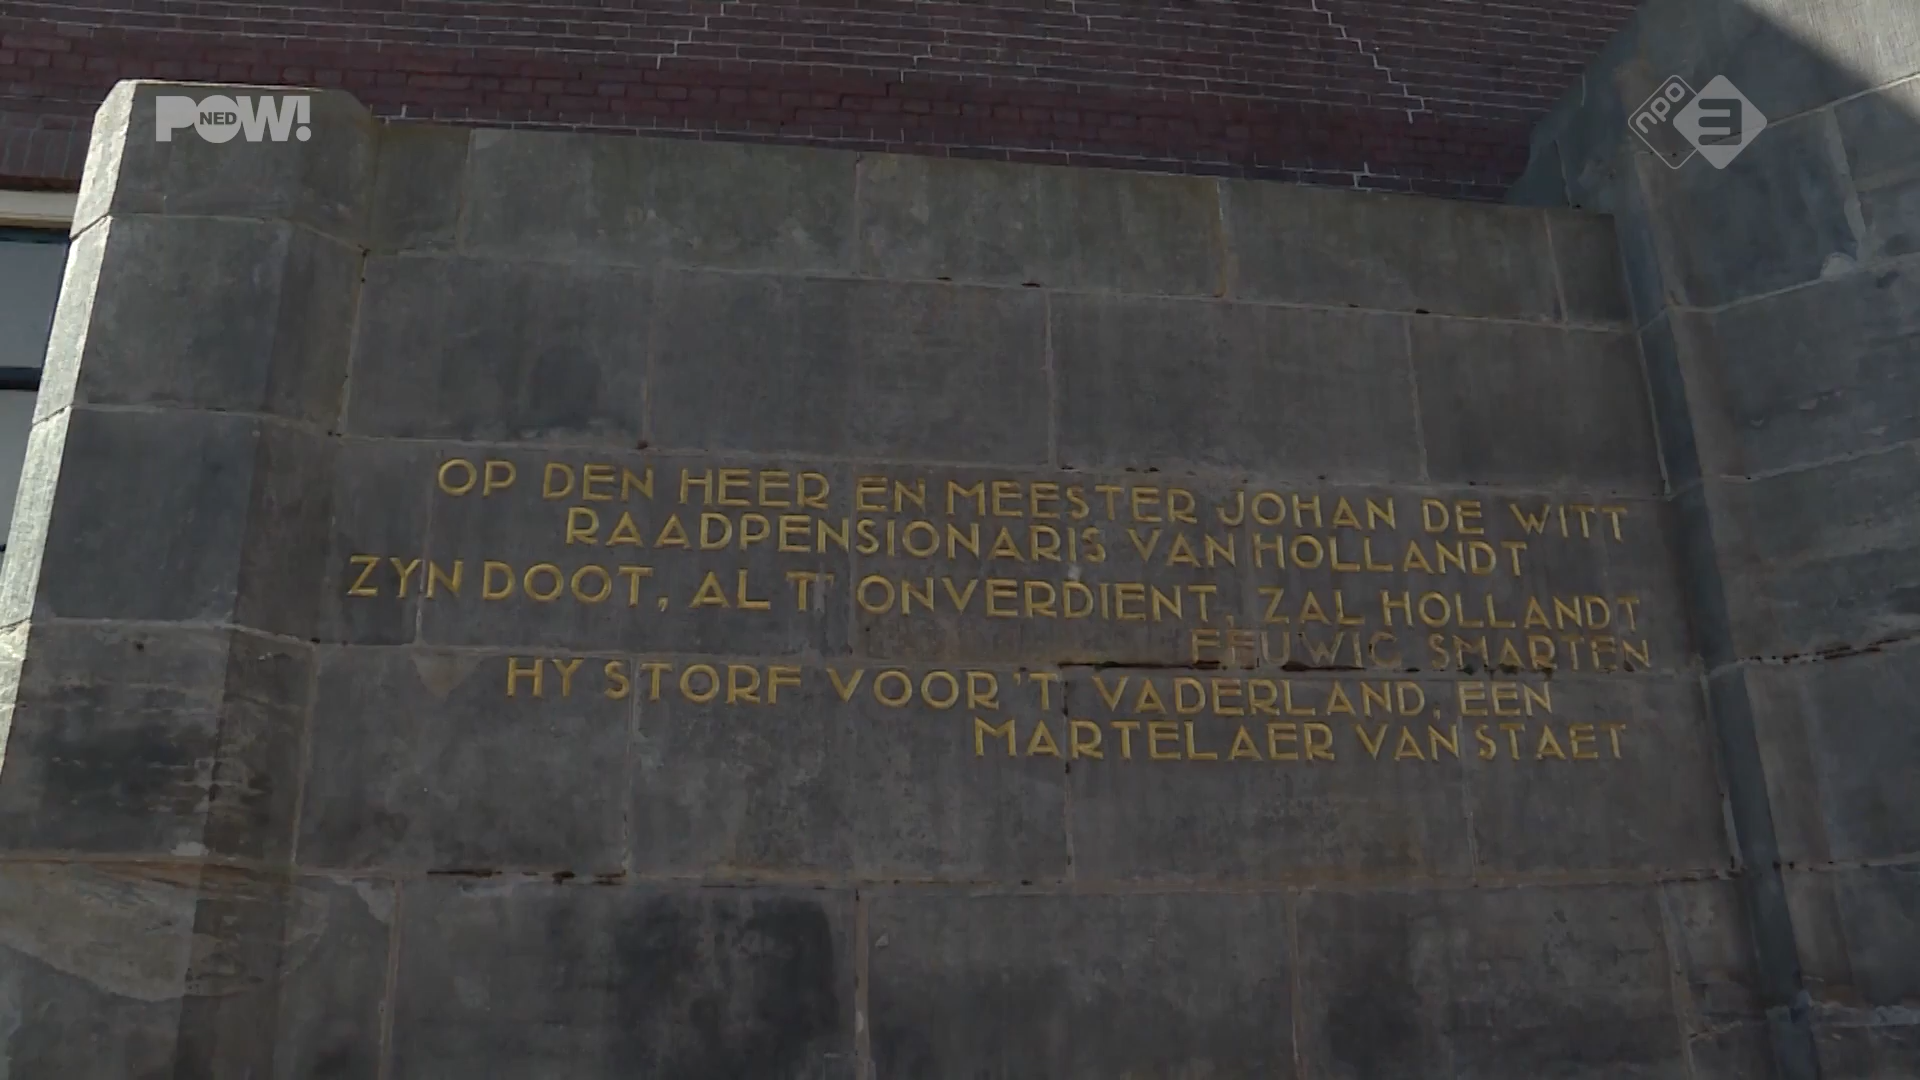 POW!
NED
npo
3
OP DEN HEER EN MEESTER JOHAN DE WITT
RAADPENSIONARIS VAN HOLLANDT
ZYN DOOT, AL T' ONVERDIENT, ZAL HOLLANDT
EEUWIG SMARTEN
HY STORF VOOR 'T VADERLAND, EEN
MARTELAER VAN STAET